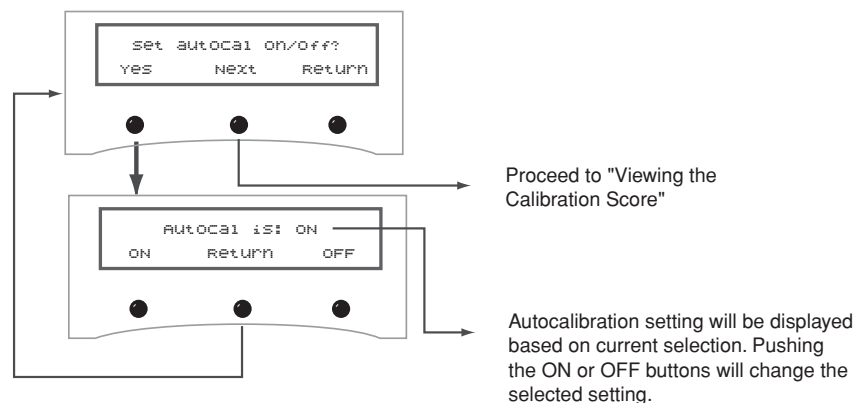 Set autocal on/off?
Yes Next Return
Proceed to "Viewing the
Calibration Score"
Autocal is: ON
ON Return OFF
Autocalibration setting will be displayed
based on current selection. Pushing
the ON or OFF buttons will change the
selected setting.